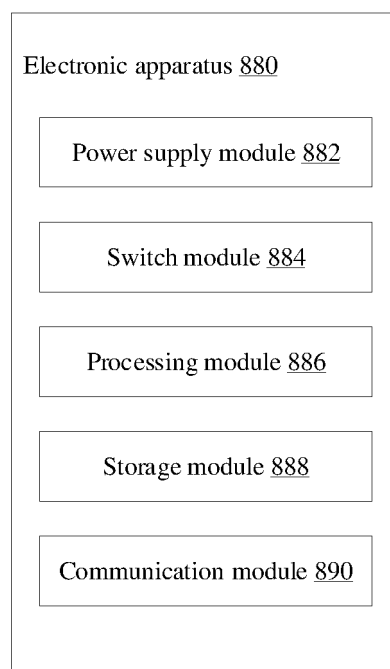 Electronic apparatus 880
Power supply module 882
Switch module 884
Processing module 886
Storage module 888
Communication module 890